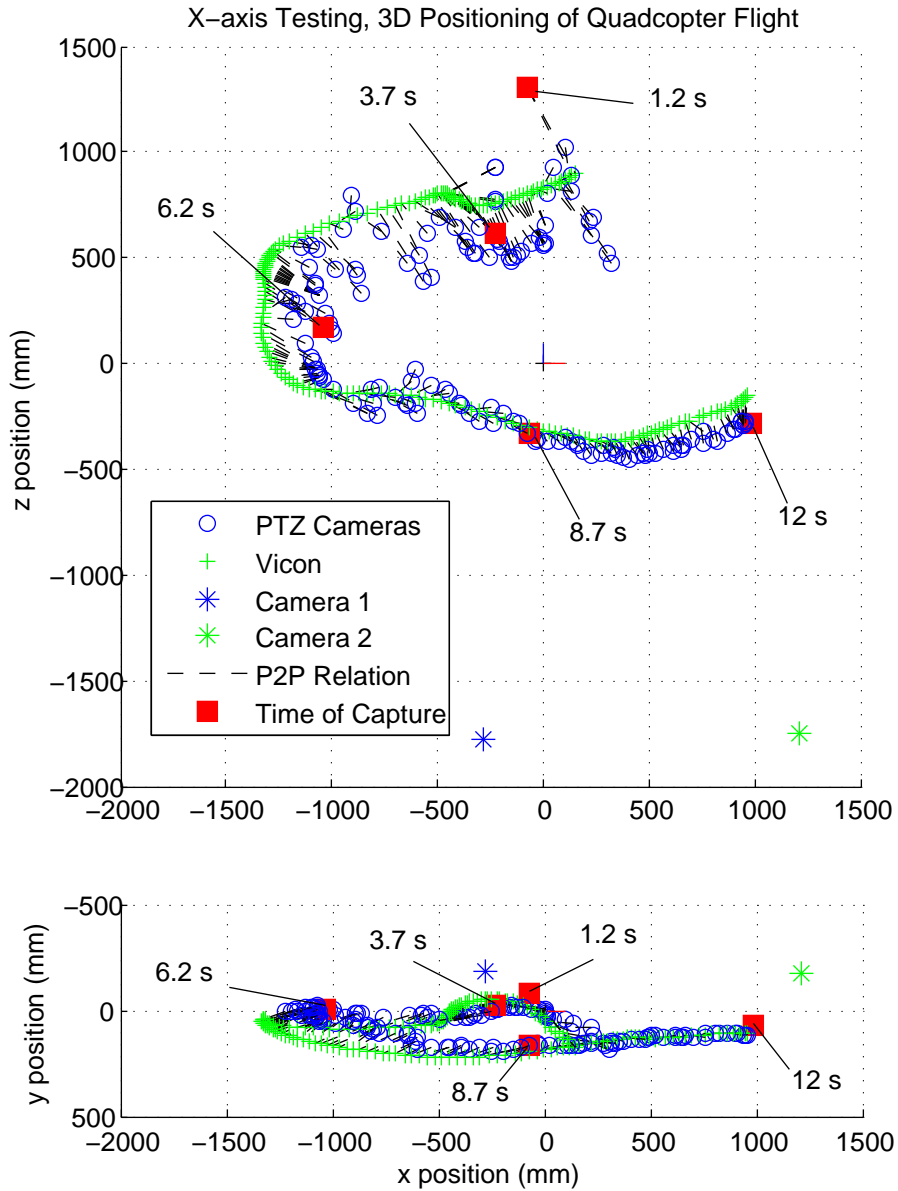 X−axis Testing, 3D Positioning of Quadcopter Flight
1500
1000
500
0
−500
−1000
−1500
−2000
z position (mm)
3.7 s
1.2 s
6.2 s
8.7 s
12 s
PTZ Cameras
Vicon
Camera 1
Camera 2
P2P Relation
Time of Capture
−2000 −1500 −1000 −500 0 500 1000 1500
−500
0
500
y position (mm)
6.2 s
3.7 s
1.2 s
8.7 s
12 s
−2000 −1500 −1000 −500 0 500 1000 1500
x position (mm)